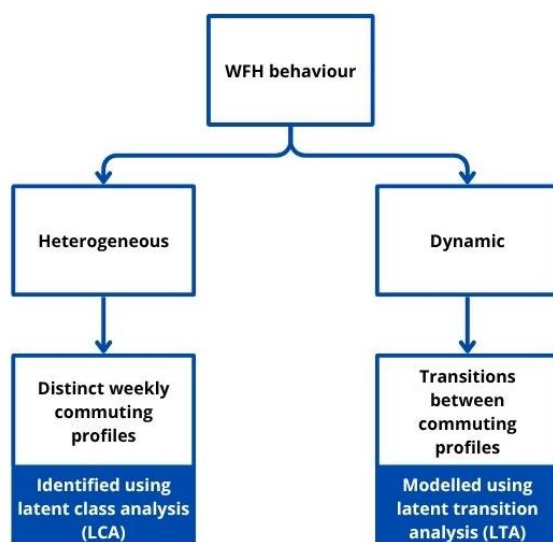 WFH behaviour
Heterogeneous
Dynamic
Distinct weekly
commuting
profiles
Identified using
latent class analysis
(LCA)
Transitions
between
commuting
profiles
Modelled using
latent transition
analysis (LTA)